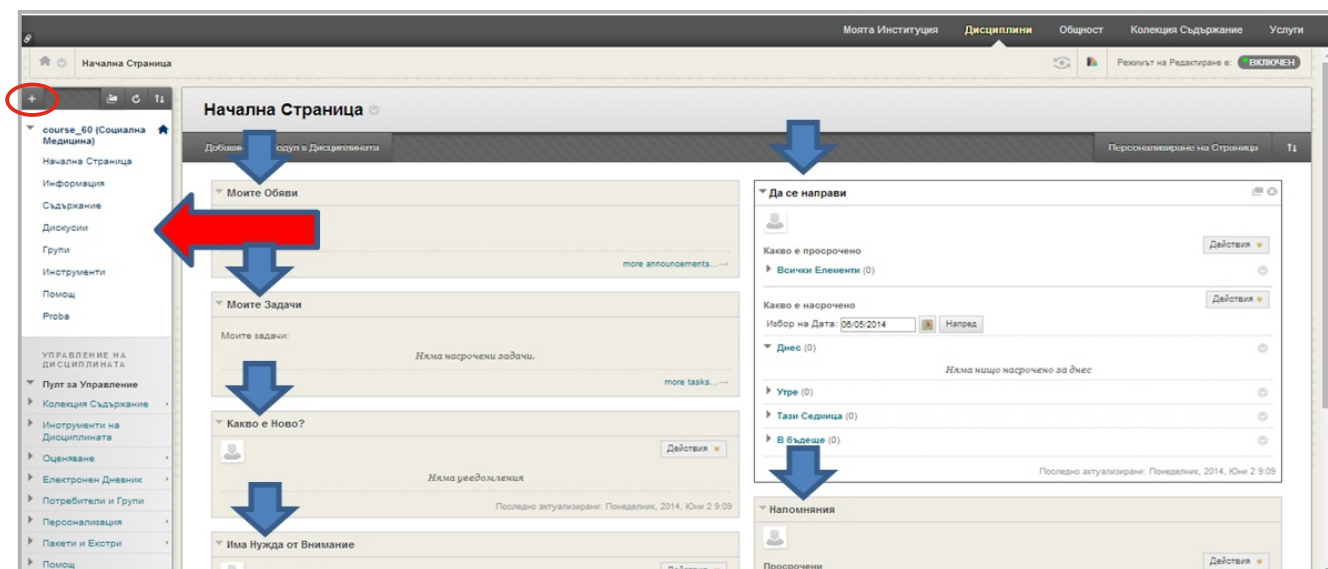 Моята Институция Дисциплини Общност Колекция Съдържание Услуги
Начална Страница
Режимът на Редактиране е: ВКЛЮЧЕН
course_60 (Социална
Медицина)
Начална Страница
Информация
Съдържание
Дискусии
Групи
Инструменти
Помощ
Proba
УПРАВЛЕНИЕ НА
ДИСЦИПЛИНАТА
Пулт за Управление
Колекция Съдържание
Инструменти на
Дисциплината
Оценяване
Електронен Дневник
Потребители и Групи
Персонализация
Пакети и Екстри
Помощ
Начална Страница
в Дисциплината
Персонализиране на Страница
Моите Обяви
more announcements...
Моите Задачи
Моите задачи:
Няма насрочени задачи.
more tasks...
Какво е Ново?
Действия
Няма уведомления
Последно актуализирани: Понеделник, 2014, Юни 2 9:09
Има Нужда от Внимание
Действия
Да се направи
Какво е просрочено
Действия
Всички Елементи (0)
Какво е насрочено
Действия
Избор на Дата: 06/05/2014 Напред
Днес (0)
Няма нищо насрочено за днес
Утре (0)
Тази Седмица (0)
В бъдеще (0)
Последно актуализирани: Понеделник, 2014, Юни 2 9:09
Напомняния
Просрочени
Действия